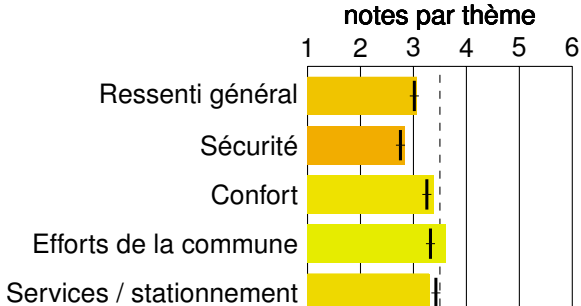 notes par thème
1 2 3 4 5 6
Ressenti général
Sécurité
Confort
Efforts de la commune
Services / stationnement